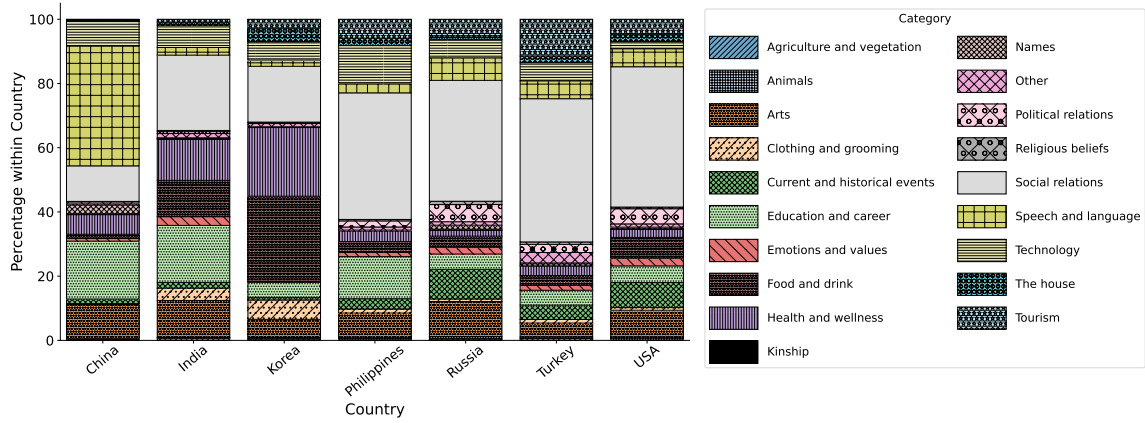 100
80
60
40
20
0
Percentage within Country
China
India
Korea
Philippines
Russia
Turkey
USA
Country
Category
Agriculture and vegetation
Animals
Arts
Clothing and grooming
Current and historical events
Education and career
Emotions and values
Food and drink
Health and wellness
Kinship
Names
Other
Political relations
Religious beliefs
Social relations
Speech and language
Technology
The house
Tourism